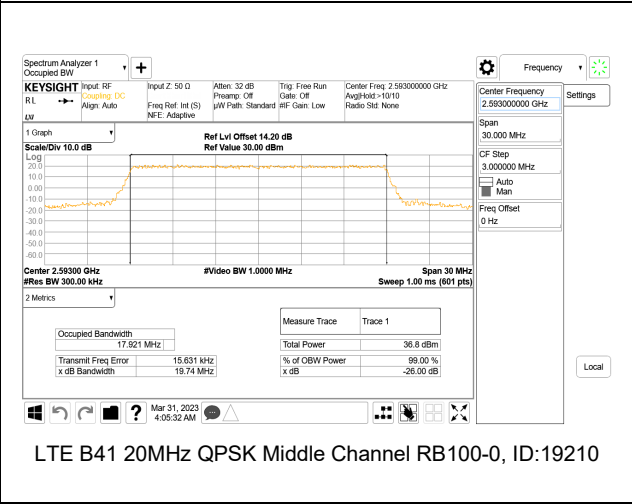 Spectrum Analyzer 1
Occupied BW
▼
+
Frequency
▼
KEYSIGHT
RL
LXI
Input: RF
Coupling: DC
Align: Auto
Input Z: 50 Ω
Freq Ref: Int (S)
NFE: Adaptive
Atten: 32 dB
Preamp: Off
µW Path: Standard
Trig: Free Run
Gate: Off
#IF Gain: Low
Center Freq: 2.593000000 GHz
Avg|Hold:>10/10
Radio Std: None
Center Frequency
2.593000000 GHz
Settings
Span
30.000 MHz
CF Step
3.000000 MHz
Auto
Man
Freq Offset
0 Hz
Local
1 Graph
▼
Scale/Div 10.0 dB
Ref Lvl Offset 14.20 dB
Ref Value 30.00 dBm
Log
20.0
10.0
0.00
-10.0
-20.0
-30.0
-40.0
-50.0
-60.0
Center 2.59300 GHz
#Video BW 1.0000 MHz
Span 30 MHz
#Res BW 300.00 kHz
Sweep 1.00 ms (601 pts)
2 Metrics
▼
Occupied Bandwidth
17.921 MHz
Transmit Freq Error 15.631 kHz
x dB Bandwidth 19.74 MHz
Measure Trace Trace 1
Total Power 36.8 dBm
% of OBW Power 99.00 %
x dB -26.00 dB
?
Mar 31, 2023
4:05:32 AM
LTE B41 20MHz QPSK Middle Channel RB100-0, ID:19210